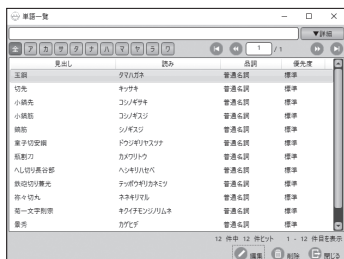 単語一覧
▼詳細
全 ア カ サ タ ナ ハ マ ヤ ラ ワ 1 / 1
見出し 読み 品詞 優先度
玉鋼 タマハガネ 普通名詞 標準
切先 キッサキ 普通名詞 標準
小鎬先 コシノギサキ 普通名詞 標準
小鎬筋 コシノギスジ 普通名詞 標準
鎬筋 シノギスジ 普通名詞 標準
童子切安綱 ドウジギリヤスツナ 普通名詞 標準
瓶割刀 カメワリトウ 普通名詞 標準
へし切り長谷部 ヘシキリハセベ 普通名詞 標準
鉄砲切り兼光 テッポウギリカネミツ 普通名詞 標準
祢々切丸 ネネキリマル 普通名詞 標準
菊一文字則宗 キクイチモンジノリムネ 普通名詞 標準
景秀 カゲヒデ 普通名詞 標準
12 件中 12 件ヒット 1 - 12 件目を表示
編集 削除 閉じる